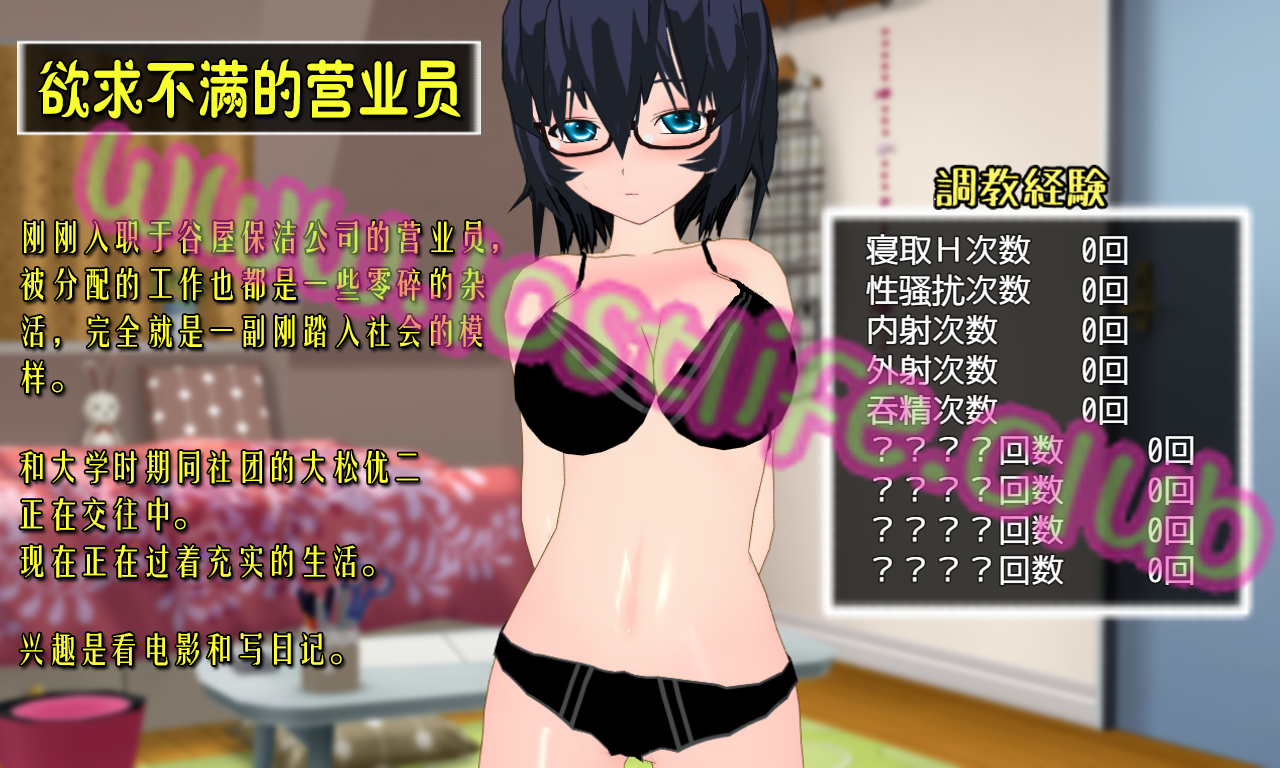 欲求不满的营业员
刚刚入职于谷屋保洁公司的营业员，
被分配的工作也都是一些零碎的杂
活，完全就是一副刚踏入社会的模
样。
和大学时期同社团的大松优二
正在交往中。
现在正在过着充实的生活。
兴趣是看电影和写日记。
調教経験
寝取Ｈ次数 0回
性骚扰次数 0回
内射次数 0回
外射次数 0回
吞精次数 0回
？？？？回数 0回
？？？？回数 0回
？？？？回数 0回
？？？？回数 0回
www.lostlife.club